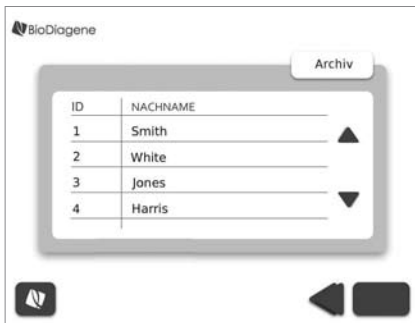 BioDiagene
Archiv
ID NACHNAME
1 Smith
2 White
3 Jones
4 Harris